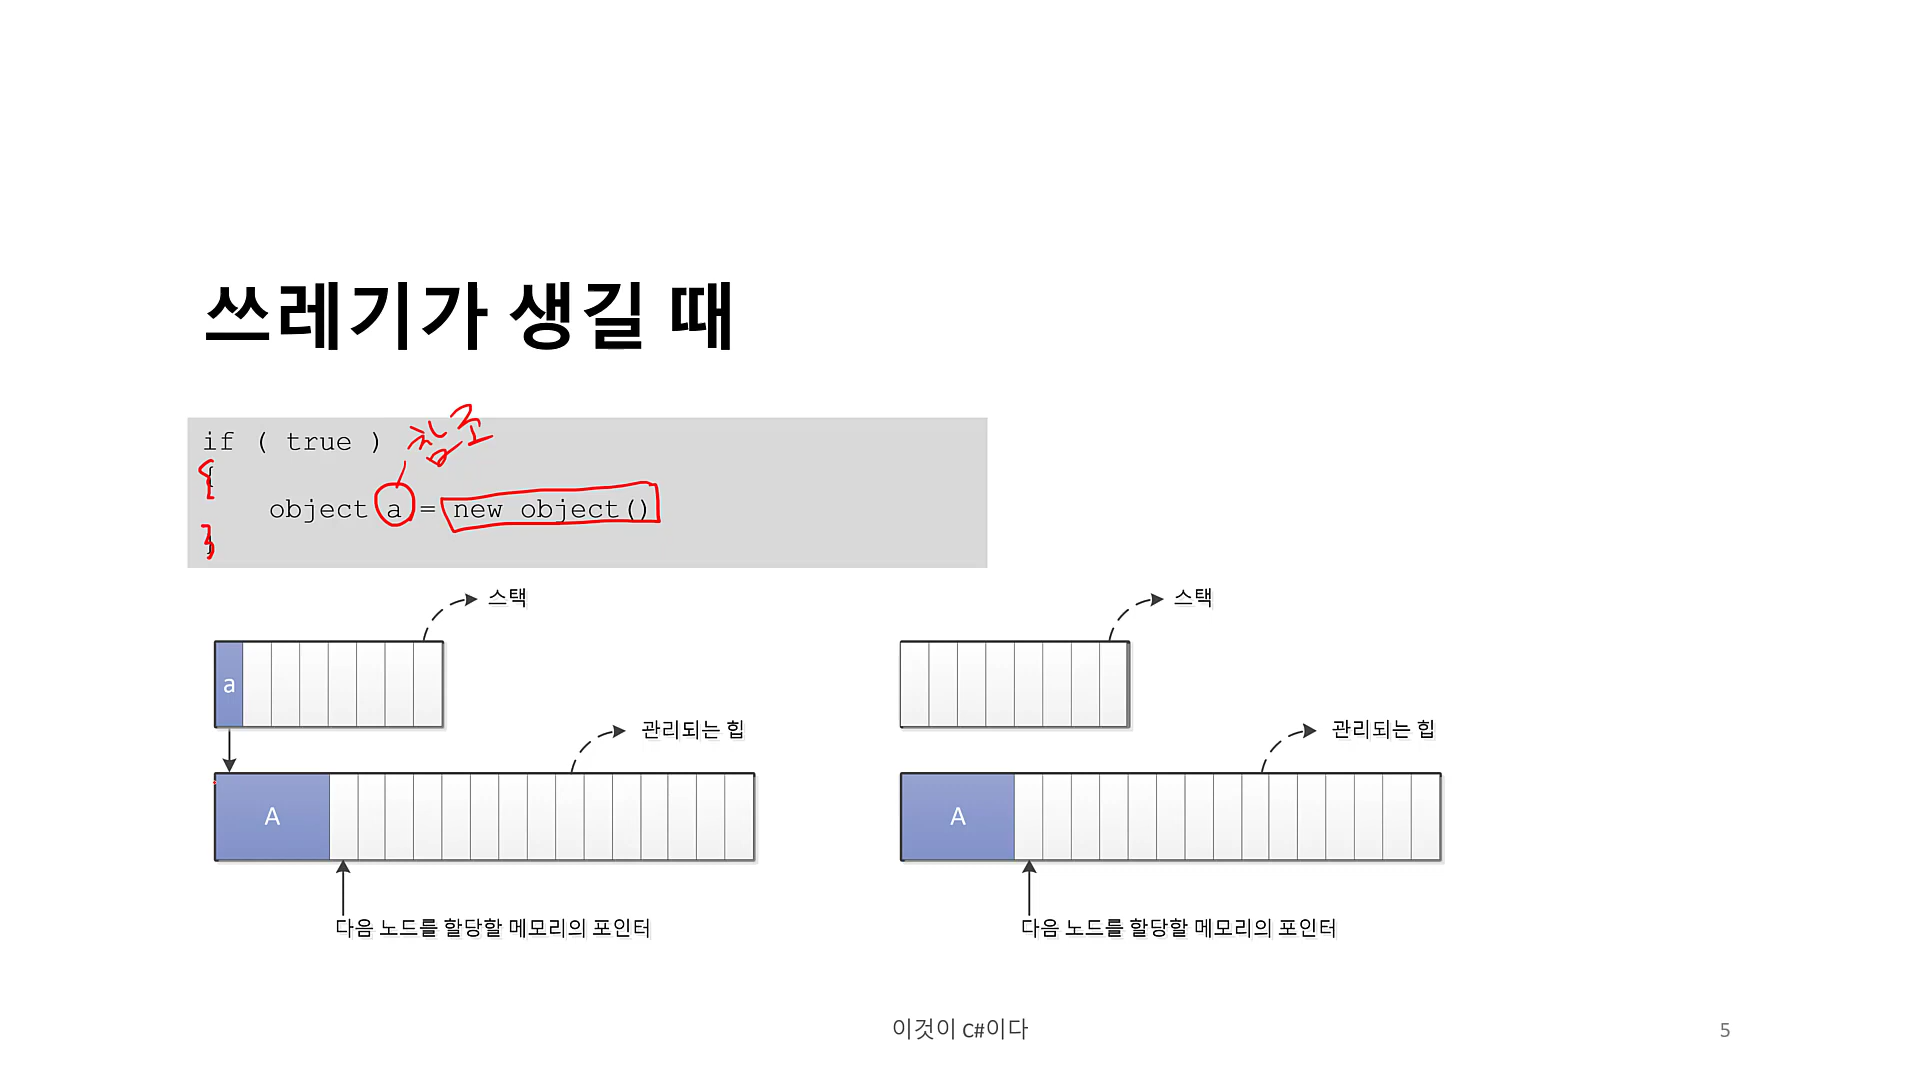 쓰레기가 생길 때
if ( true )
참조
{
object a = new object()
}
스택
스택
a
관리되는 힙
관리되는 힙
A
A
다음 노드를 할당할 메모리의 포인터
다음 노드를 할당할 메모리의 포인터
이것이 C#이다
5